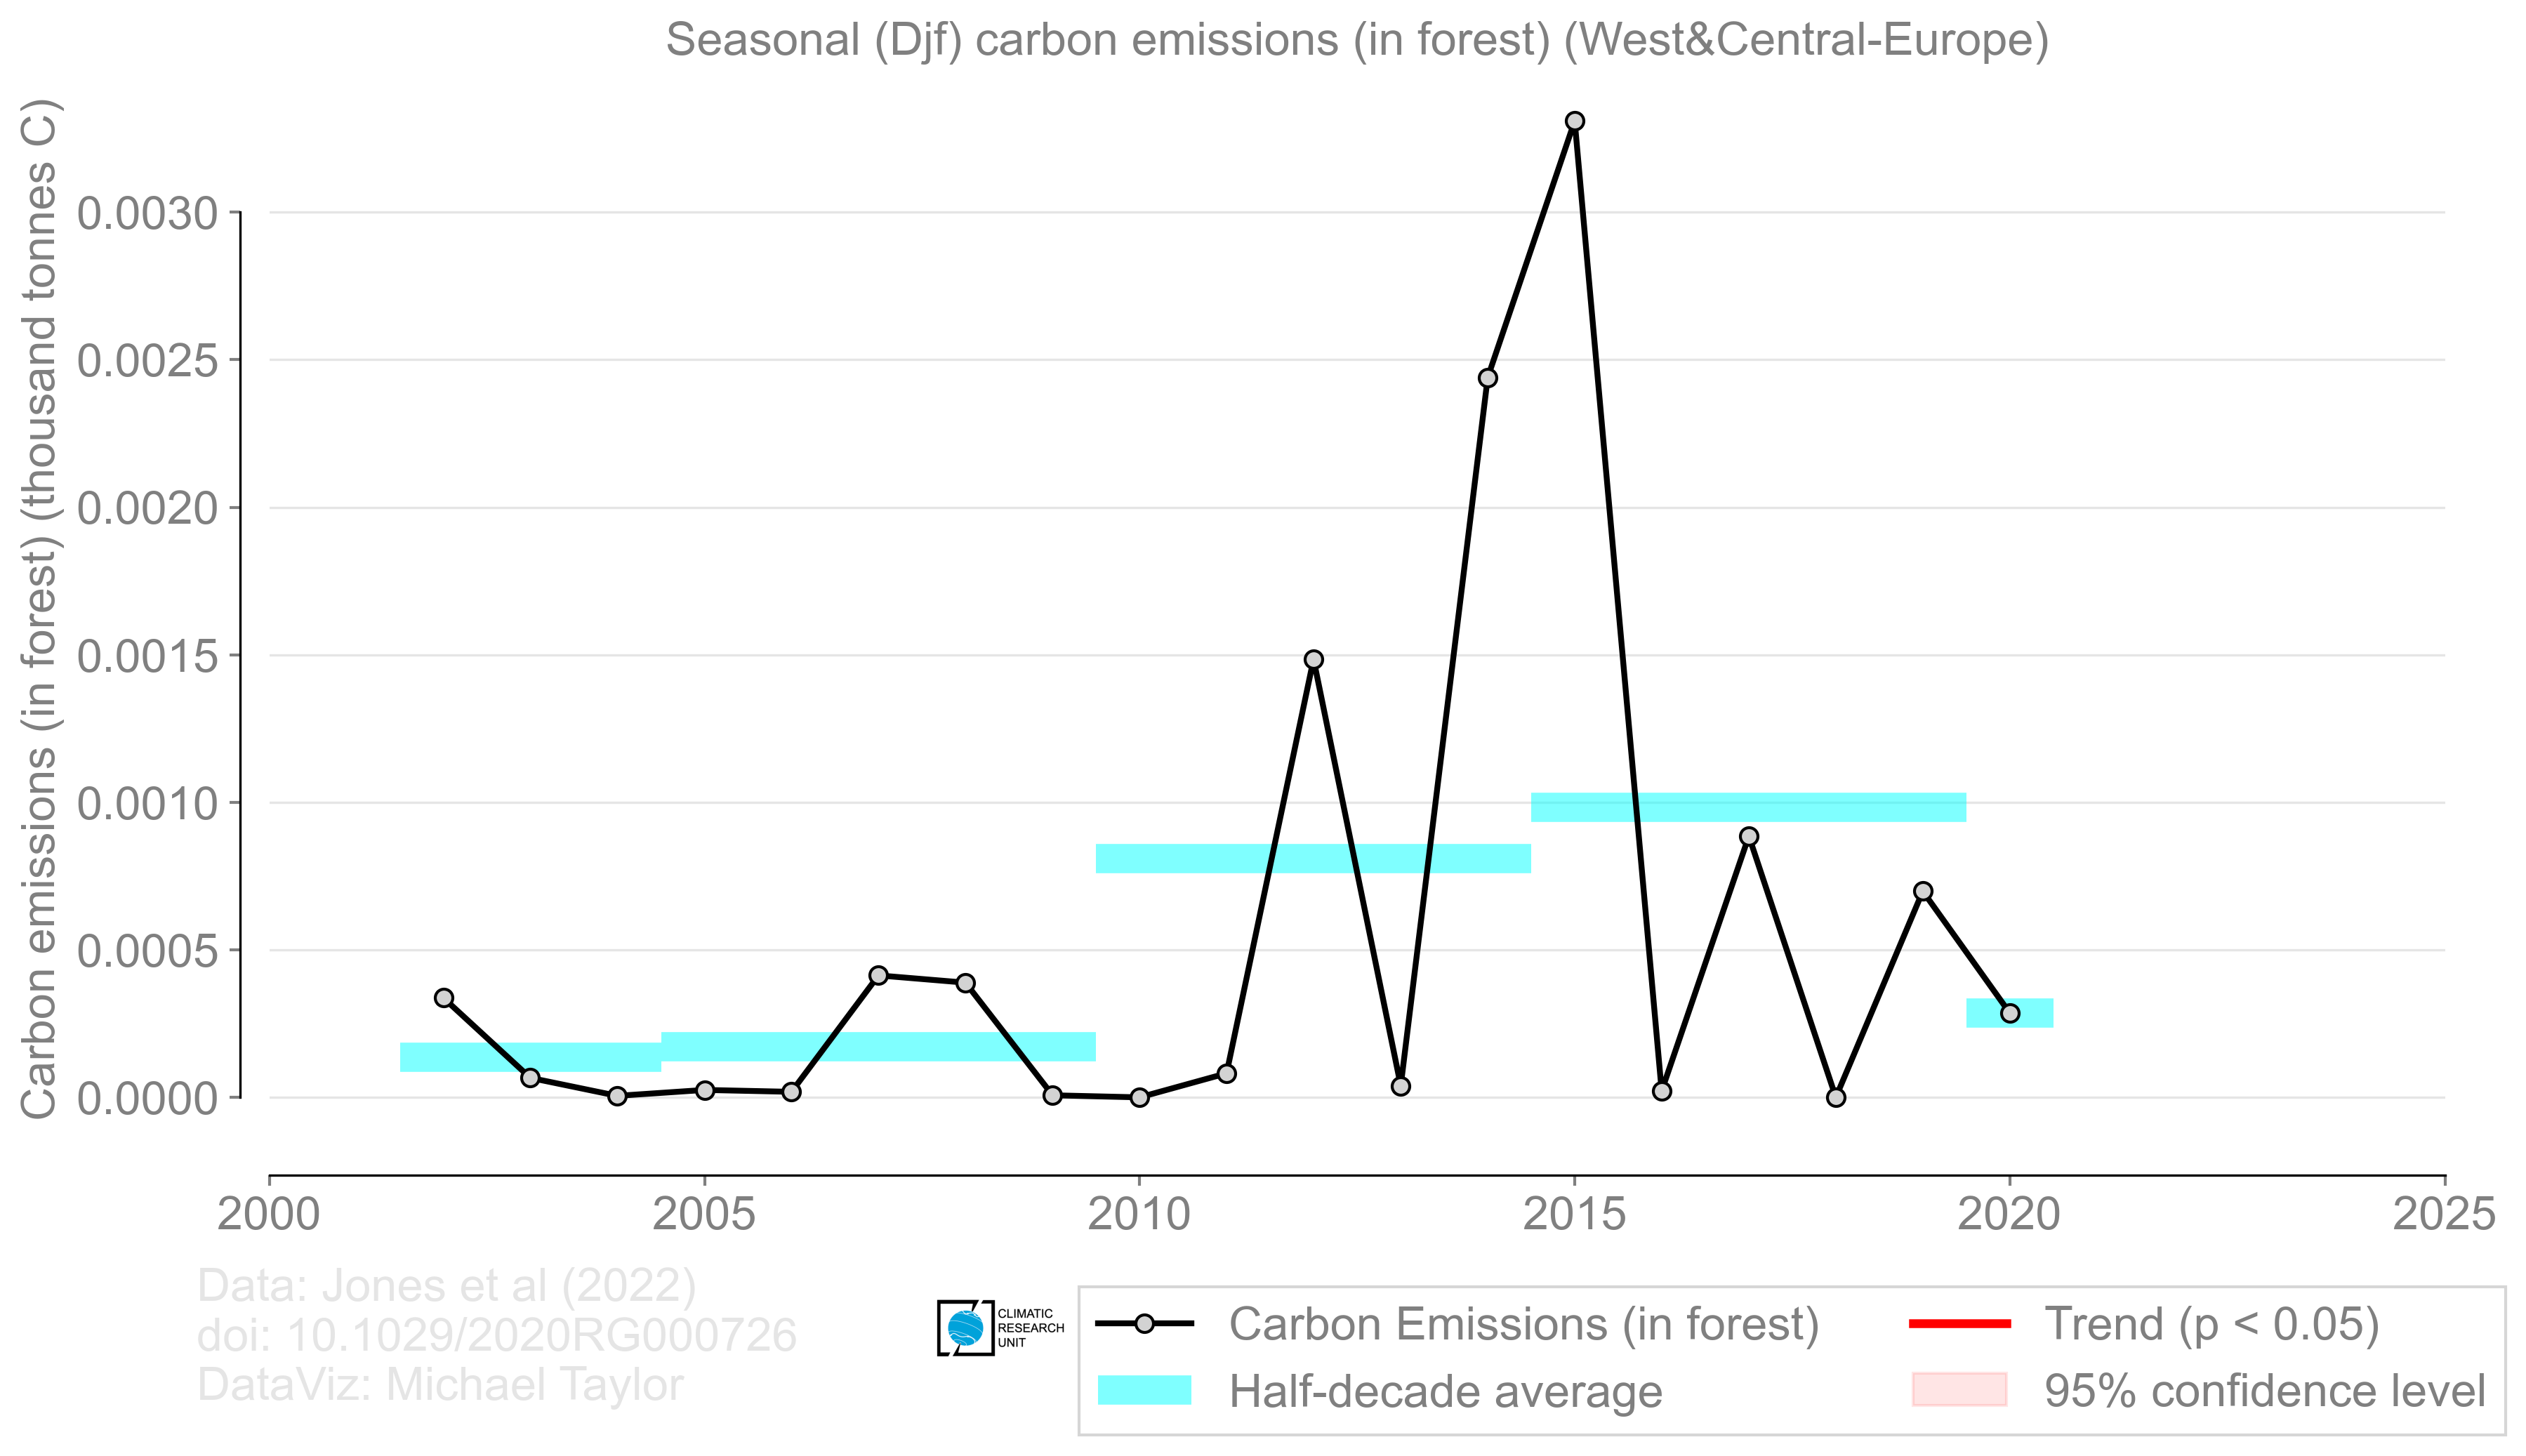 Seasonal (Djf) carbon emissions (in forest) (West&Central-Europe)
Carbon emissions (in forest) (thousand tonnes C)
0.0030
0.0025
0.0020
0.0015
0.0010
0.0005
0.0000
2000 2005 2010 2015 2020 2025
Data: Jones et al (2022)
doi: 10.1029/2020RG000726
DataViz: Michael Taylor
CLIMATIC
RESEARCH
UNIT
Carbon Emissions (in forest)
Half-decade average
Trend (p < 0.05)
95% confidence level